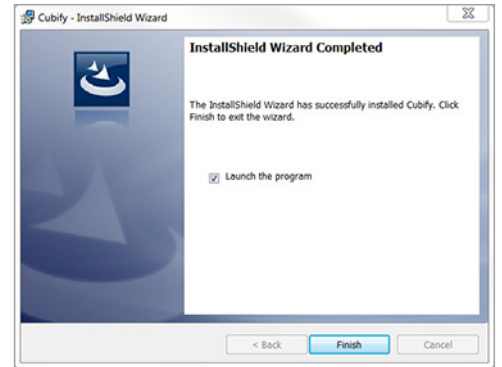 Cubify - InstallShield Wizard
InstallShield Wizard Completed
The InstallShield Wizard has successfully installed Cubify. Click
Finish to exit the wizard.
Launch the program
< Back
Finish
Cancel